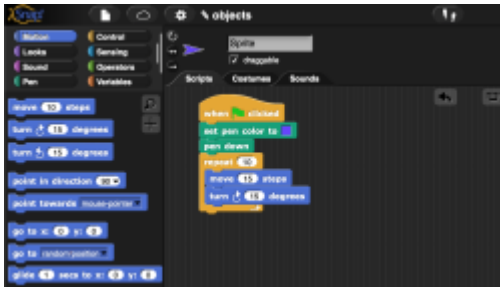 Snap! objects
Motion Control
Looks Sensing
Sound Operators
Pen Variables
Sprite
draggable
Scripts Costumes Sounds
move 10 steps
turn 15 degrees
turn 15 degrees
point in direction 90
point towards mouse-pointer
go to x: 0 y: 0
go to random position
glide 1 secs to x: 0 y: 0
when clicked
set pen color to
pen down
repeat 10
move 15 steps
turn 15 degrees